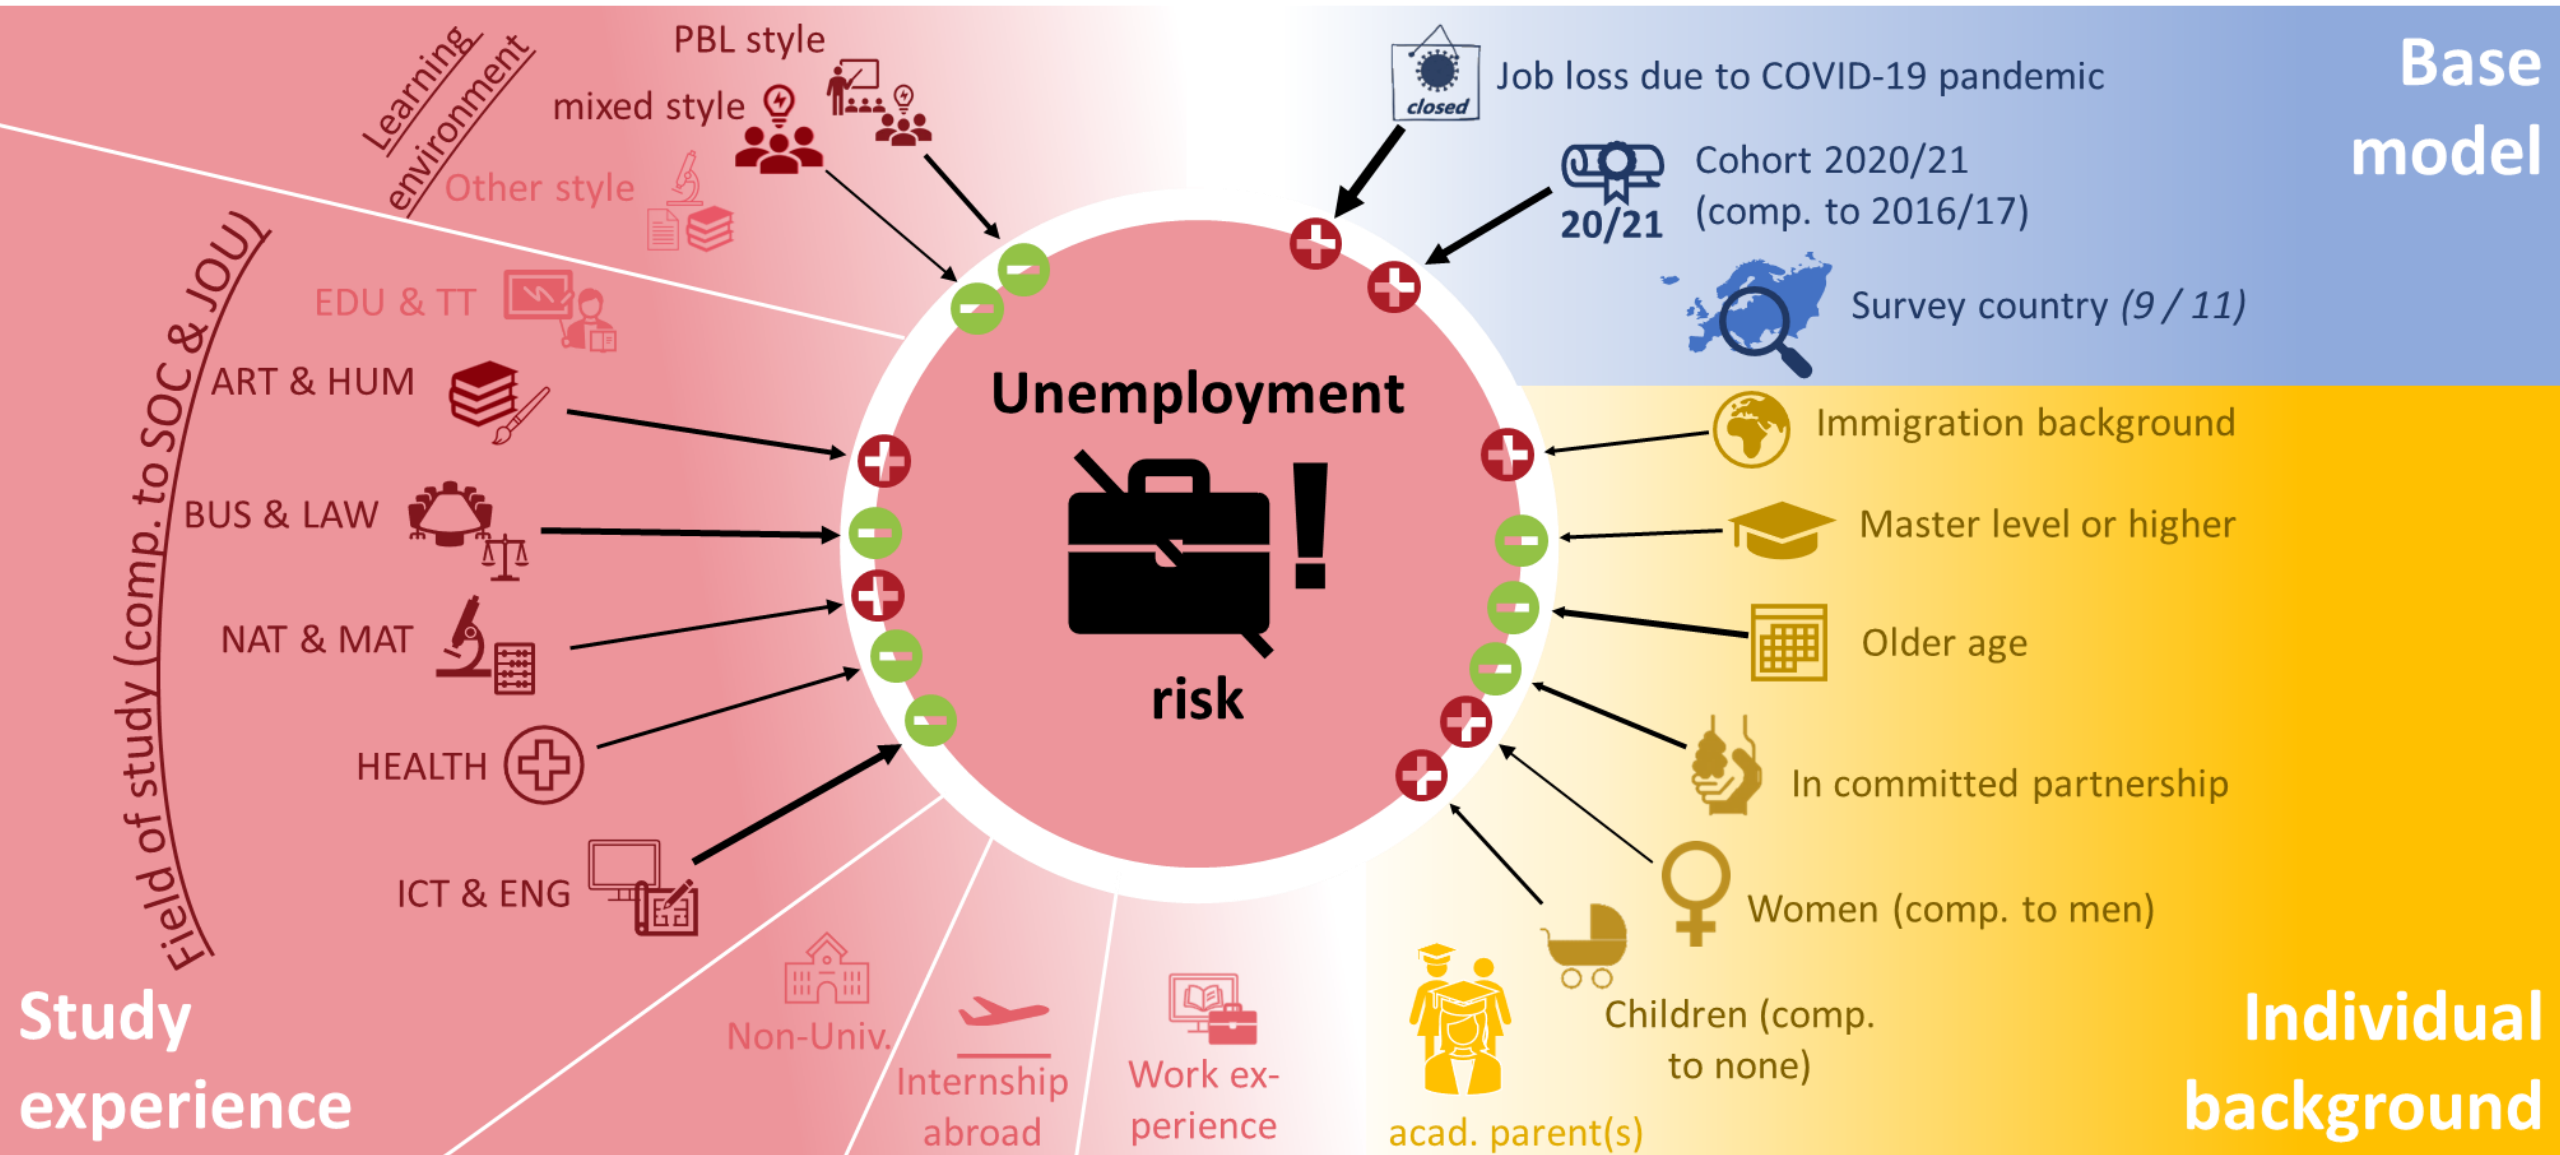 Learning
environment
PBL style
mixed style
Other style
Field of study (comp. to SOC & JOU)
EDU & TT
ART & HUM
BUS & LAW
NAT & MAT
HEALTH
ICT & ENG
Study
experience
Non-Univ.
Internship
abroad
Work ex-
perience
Unemployment
!
risk
closed
Job loss due to COVID-19 pandemic
20/21
Cohort 2020/21
(comp. to 2016/17)
Survey country (9 / 11)
Base
model
Immigration background
Master level or higher
Older age
In committed partnership
Women (comp. to men)
Children (comp.
to none)
acad. parent(s)
Individual
background